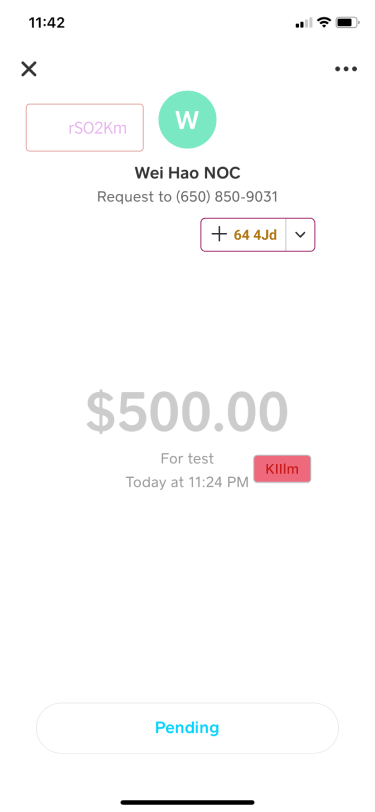 11:42
rSO2Km
W
Wei Hao NOC
Request to (650) 850-9031
64 4Jd
$500.00
For test
Today at 11:24 PM
KIIlm
Pending